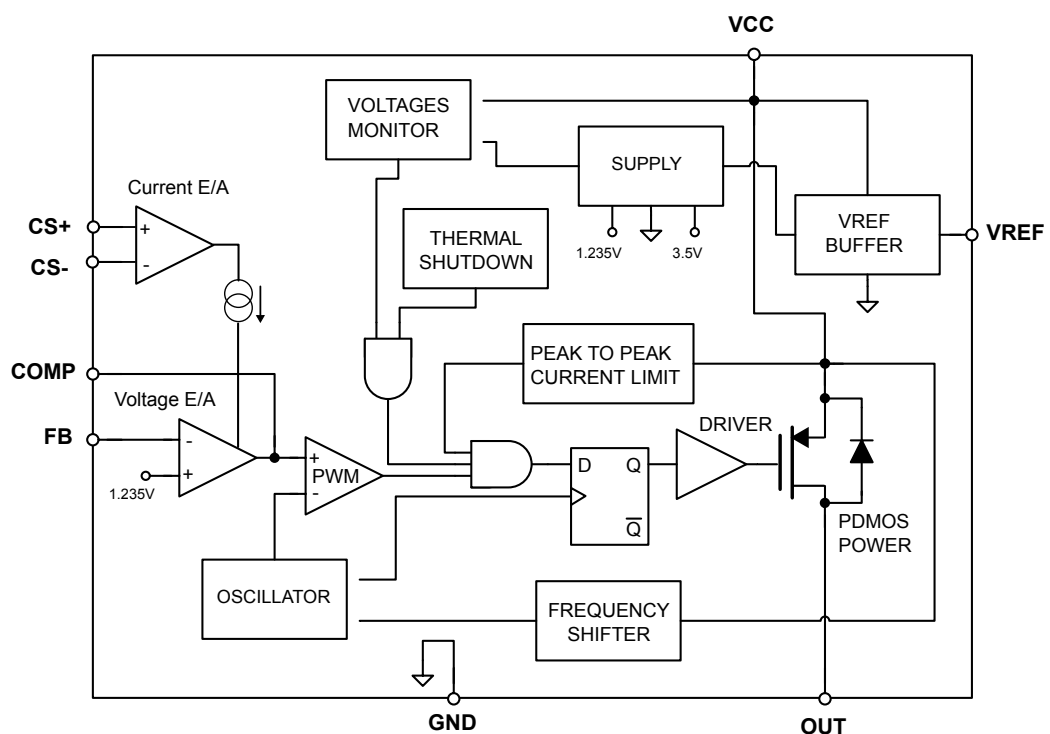 VCC
VOLTAGES
MONITOR
SUPPLY
Current E/A
CS+
+
CS-
-
THERMAL
SHUTDOWN
1.235V
3.5V
VREF
BUFFER
VREF
COMP
PEAK TO PEAK
CURRENT LIMIT
Voltage E/A
DRIVER
FB
-
+
1.235V
+
PWM
-
D
Q
Q
PDMOS
POWER
OSCILLATOR
FREQUENCY
SHIFTER
GND
OUT